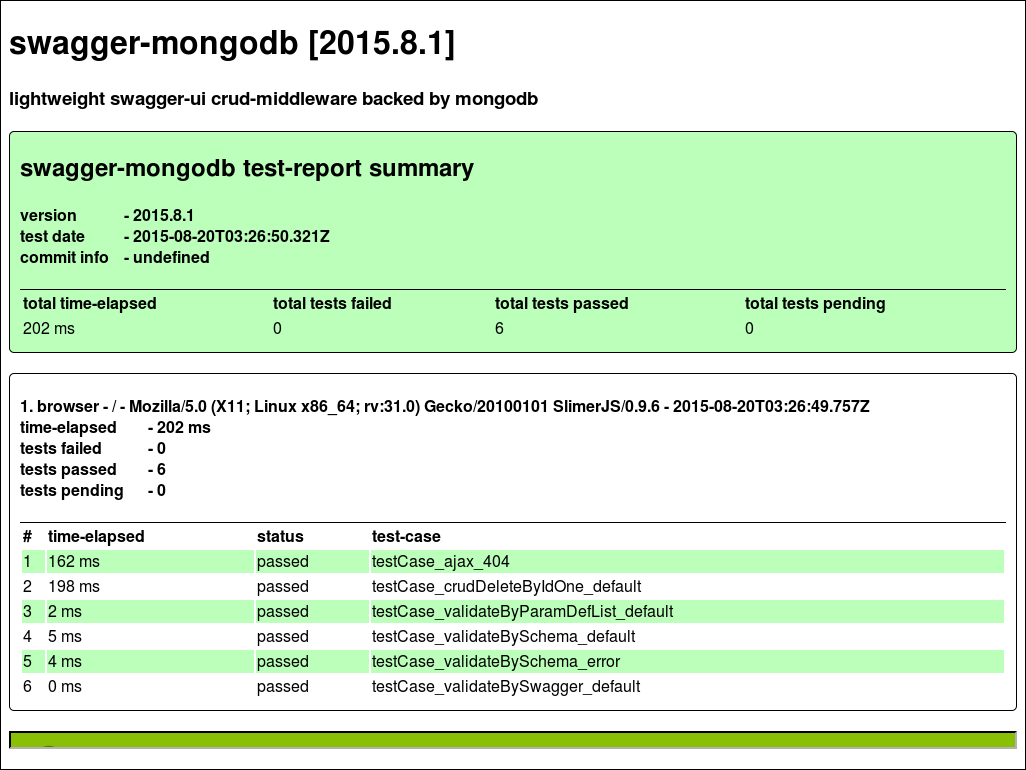 swagger-mongodb [2015.8.1]
lightweight swagger-ui crud-middleware backed by mongodb
swagger-mongodb test-report summary
version - 2015.8.1
test date - 2015-08-20T03:26:50.321Z
commit info - undefined
total time-elapsed total tests failed total tests passed total tests pending
202 ms 0 6 0
1. browser - / - Mozilla/5.0 (X11; Linux x86_64; rv:31.0) Gecko/20100101 SlimerJS/0.9.6 - 2015-08-20T03:26:49.757Z
time-elapsed - 202 ms
tests failed - 0
tests passed - 6
tests pending - 0
# time-elapsed status test-case
1 162 ms passed testCase_ajax_404
2 198 ms passed testCase_crudDeleteByIdOne_default
3 2 ms passed testCase_validateByParamDefList_default
4 5 ms passed testCase_validateBySchema_default
5 4 ms passed testCase_validateBySchema_error
6 0 ms passed testCase_validateBySwagger_default